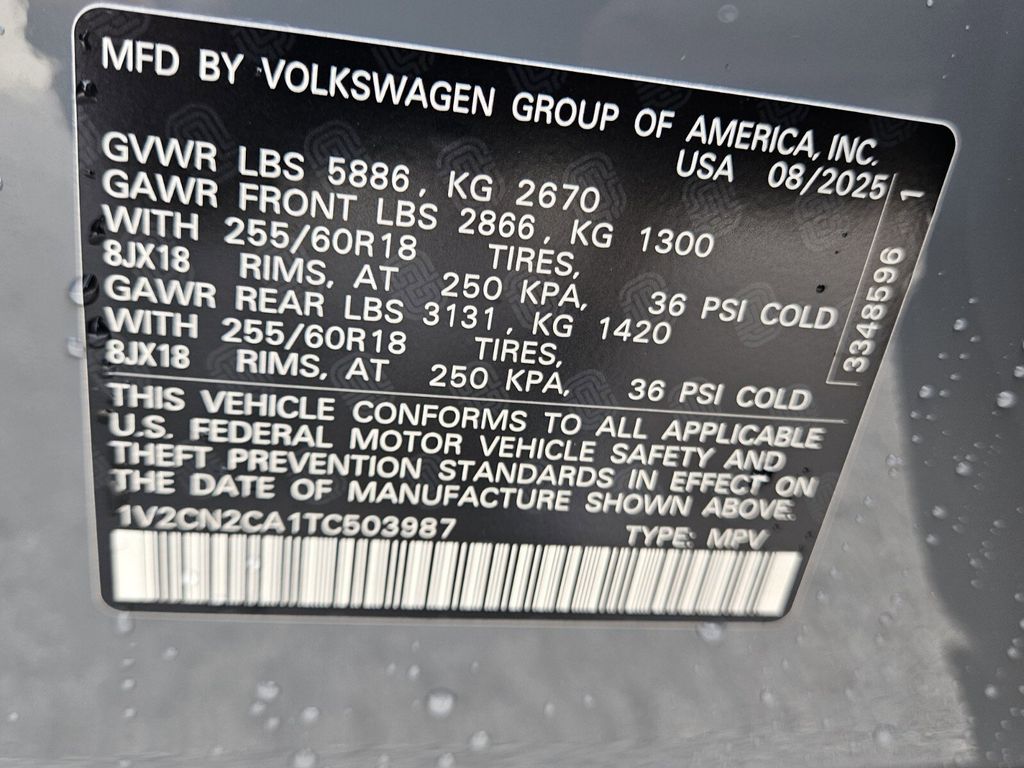 MFD BY VOLKSWAGEN GROUP OF AMERICA, INC.
USA 08/2025
GVWR LBS 5886, KG 2670
GAWR FRONT LBS 2866, KG 1300
WITH 255/60R18 TIRES,
8JX18 RIMS, AT 250 KPA, 36 PSI COLD
GAWR REAR LBS 3131, KG 1420
WITH 255/60R18 TIRES,
8JX18 RIMS, AT 250 KPA, 36 PSI COLD
THIS VEHICLE CONFORMS TO ALL APPLICABLE
U.S. FEDERAL MOTOR VEHICLE SAFETY AND
THEFT PREVENTION STANDARDS IN EFFECT ON
THE DATE OF MANUFACTURE SHOWN ABOVE.
1V2CN2CA1TC503987 TYPE: MPV
33485596 1